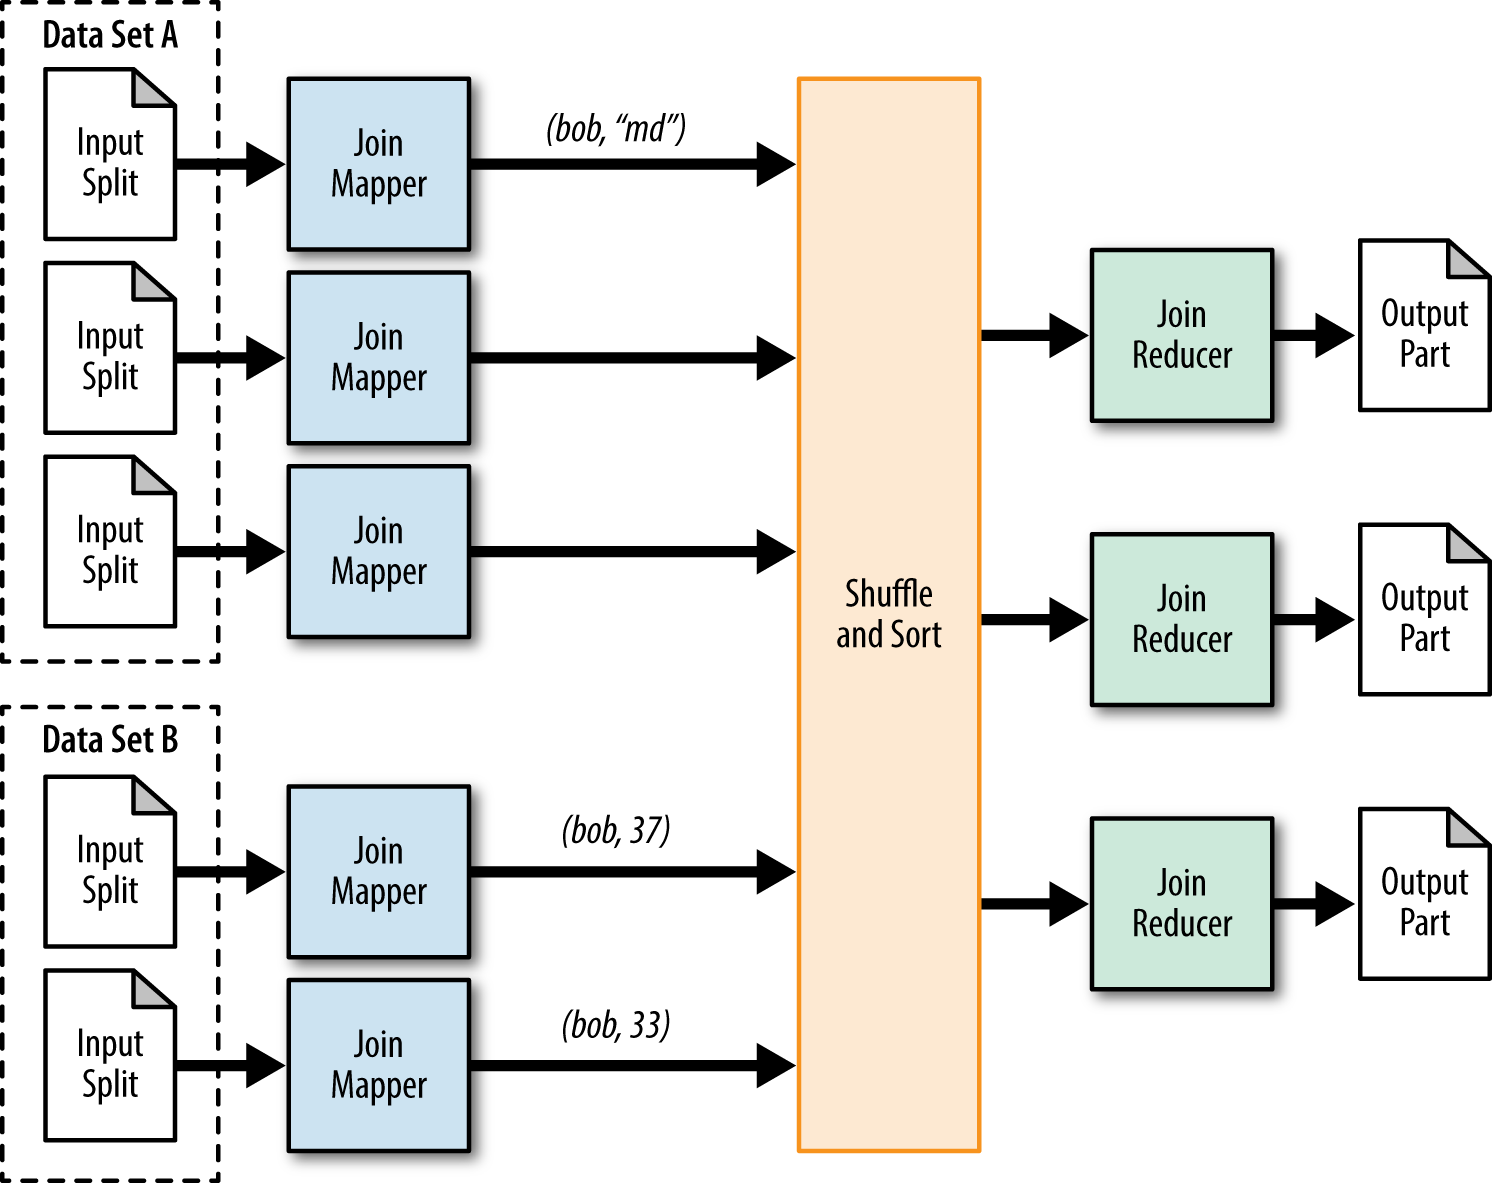 Data Set A
Input
Split
Join
Mapper
(bob, “md”)
Input
Split
Join
Mapper
Input
Split
Join
Mapper
Data Set B
Input
Split
Join
Mapper
(bob, 37)
Input
Split
Join
Mapper
(bob, 33)
Shuffle
and Sort
Join
Reducer
Output
Part
Join
Reducer
Output
Part
Join
Reducer
Output
Part